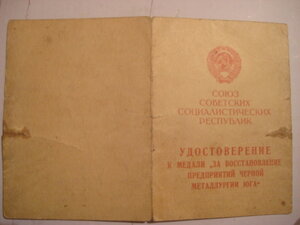 СОЮЗ
СОВЕТСКИХ
СОЦИАЛИСТИЧЕСКИХ
РЕСПУБЛИК
УДОСТОВЕРЕНИЕ
К МЕДАЛИ „ЗА ВОССТАНОВЛЕНИЕ
ПРЕДПРИЯТИЙ ЧЕРНОЙ
МЕТАЛЛУРГИИ ЮГА“